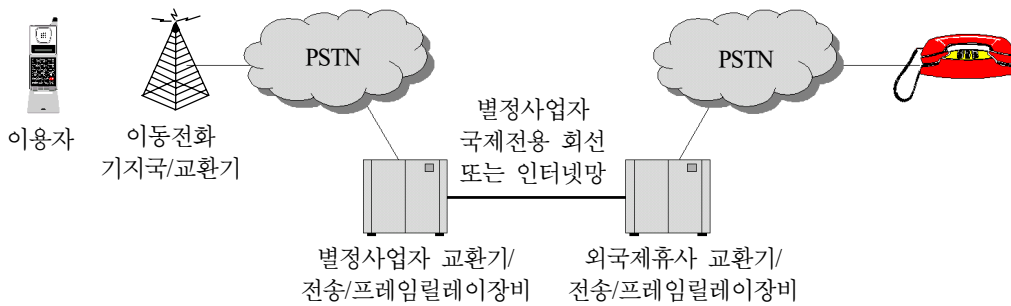 PSTN
PSTN
이용자
이동전화
기지국/교환기
별정사업자
국제전용 회선
또는 인터넷망
별정사업자 교환기/
전송/프레임릴레이장비
외국제휴사 교환기/
전송/프레임릴레이장비